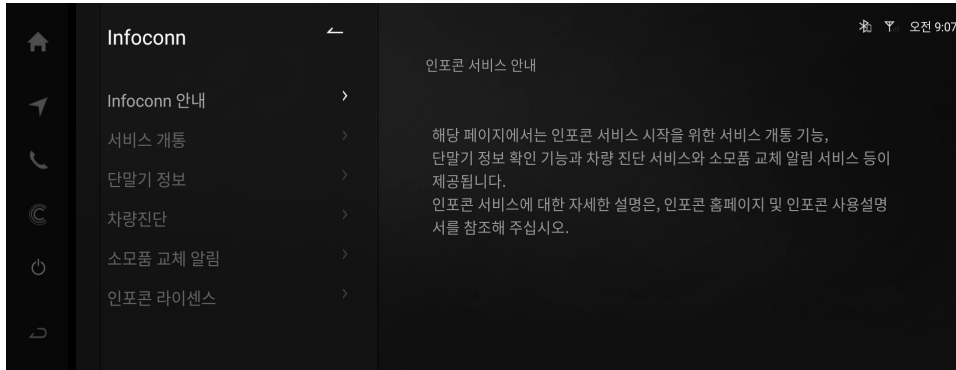 Infoconn
오전 9:07
인포콘 서비스 안내
Infoconn 안내
서비스 개통
단말기 정보
차량진단
소모품 교체 알림
인포콘 라이센스
해당 페이지에서는 인포콘 서비스 시작을 위한 서비스 개통 기능,
단말기 정보 확인 기능과 차량 진단 서비스와 소모품 교체 알림 서비스 등이
제공됩니다.
인포콘 서비스에 대한 자세한 설명은, 인포콘 홈페이지 및 인포콘 사용설명
서를 참조해 주십시오.